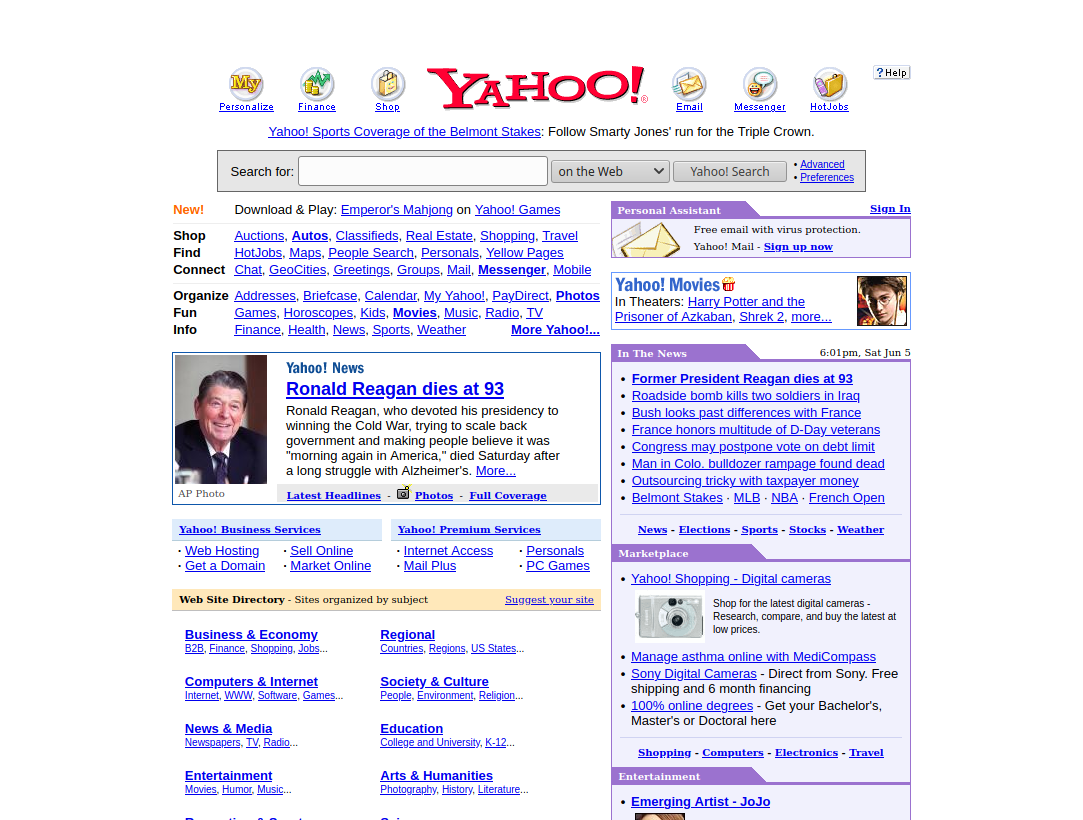 My
Personalize
Finance
Shop
YAHOO!®
Email
Messenger
HotJobs
? Help
Yahoo! Sports Coverage of the Belmont Stakes: Follow Smarty Jones' run for the Triple Crown.
Search for: on the Web Yahoo! Search
• Advanced
• Preferences
New! Download & Play: Emperor's Mahjong on Yahoo! Games
Shop Auctions, Autos, Classifieds, Real Estate, Shopping, Travel
Find HotJobs, Maps, People Search, Personals, Yellow Pages
Connect Chat, GeoCities, Greetings, Groups, Mail, Messenger, Mobile
Organize Addresses, Briefcase, Calendar, My Yahoo!, PayDirect, Photos
Fun Games, Horoscopes, Kids, Movies, Music, Radio, TV
Info Finance, Health, News, Sports, Weather More Yahoo!...
Yahoo! News
Ronald Reagan dies at 93
Ronald Reagan, who devoted his presidency to
winning the Cold War, trying to scale back
government and making people believe it was
"morning again in America," died Saturday after
a long struggle with Alzheimer's. More...
AP Photo
Latest Headlines - Photos - Full Coverage
Yahoo! Business Services
· Web Hosting · Sell Online
· Get a Domain · Market Online
Yahoo! Premium Services
· Internet Access · Personals
· Mail Plus · PC Games
Web Site Directory - Sites organized by subject Suggest your site
Business & Economy
B2B, Finance, Shopping, Jobs...
Regional
Countries, Regions, US States...
Computers & Internet
Internet, WWW, Software, Games...
Society & Culture
People, Environment, Religion...
News & Media
Newspapers, TV, Radio...
Education
College and University, K-12...
Entertainment
Movies, Humor, Music...
Arts & Humanities
Photography, History, Literature...
Personal Assistant Sign In
Free email with virus protection.
Yahoo! Mail - Sign up now
Yahoo! Movies
In Theaters: Harry Potter and the
Prisoner of Azkaban, Shrek 2, more...
In The News 6:01pm, Sat Jun 5
• Former President Reagan dies at 93
• Roadside bomb kills two soldiers in Iraq
• Bush looks past differences with France
• France honors multitude of D-Day veterans
• Congress may postpone vote on debt limit
• Man in Colo. bulldozer rampage found dead
• Outsourcing tricky with taxpayer money
• Belmont Stakes · MLB · NBA · French Open
News - Elections - Sports - Stocks - Weather
Marketplace
• Yahoo! Shopping - Digital cameras
Shop for the latest digital cameras -
Research, compare, and buy the latest at
low prices.
• Manage asthma online with MediCompass
• Sony Digital Cameras - Direct from Sony. Free
shipping and 6 month financing
• 100% online degrees - Get your Bachelor's,
Master's or Doctoral here
Shopping - Computers - Electronics - Travel
Entertainment
• Emerging Artist - JoJo